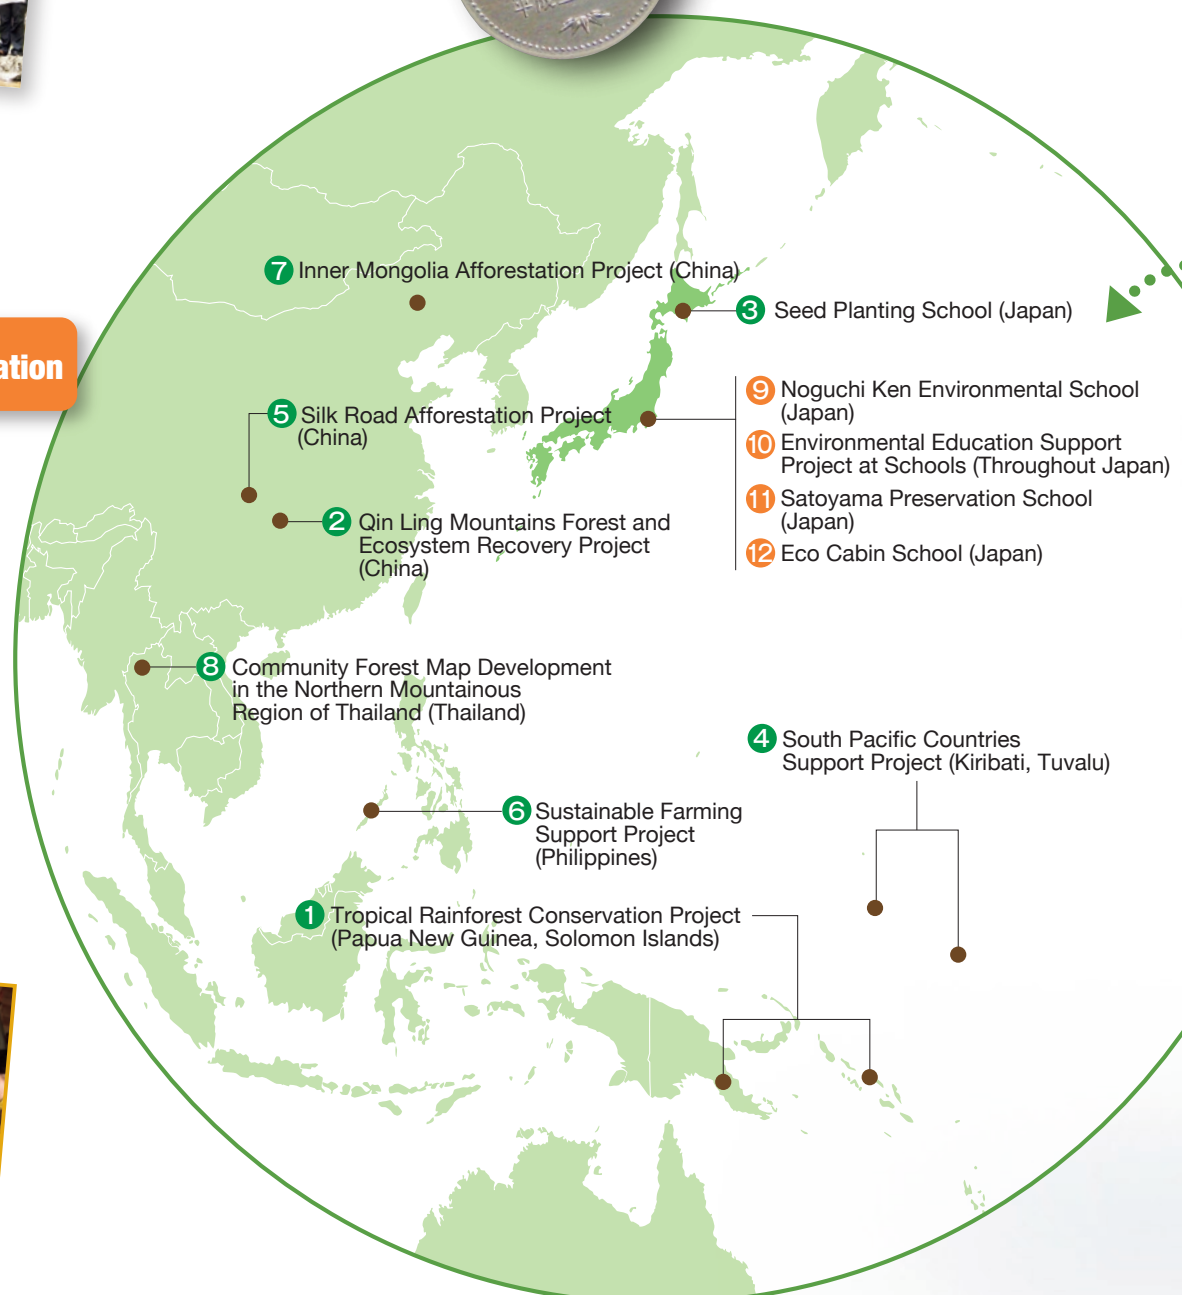 平成
7 Inner Mongolia Afforestation Project (China)
3 Seed Planting School (Japan)
ation
9 Noguchi Ken Environmental School
(Japan)
5 Silk Road Afforestation Project
(China)
10 Environmental Education Support
Project at Schools (Throughout Japan)
11 Satoyama Preservation School
(Japan)
2 Qin Ling Mountains Forest and
Ecosystem Recovery Project
(China)
12 Eco Cabin School (Japan)
8 Community Forest Map Development
in the Northern Mountainous
Region of Thailand (Thailand)
4 South Pacific Countries
Support Project (Kiribati, Tuvalu)
6 Sustainable Farming
Support Project
(Philippines)
1 Tropical Rainforest Conservation Project
(Papua New Guinea, Solomon Islands)